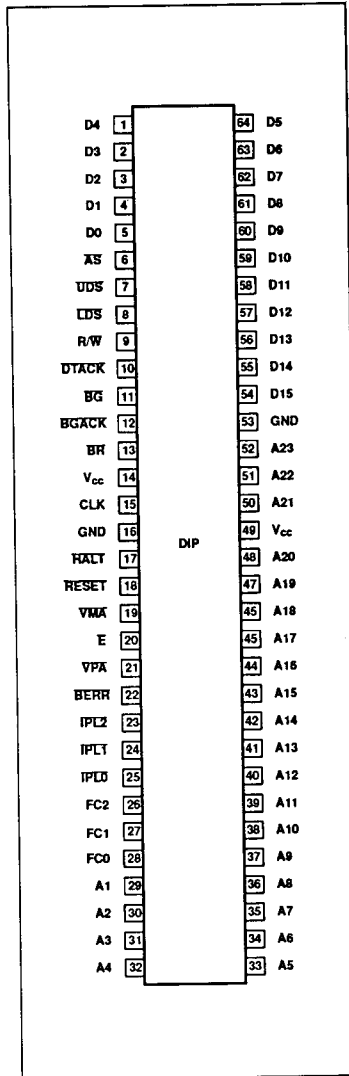 D4 1 64 D5
D3 2 63 D6
D2 3 62 D7
D1 4 61 D8
D0 5 60 D9
AS 6 59 D10
UDS 7 58 D11
LDS 8 57 D12
R/W 9 56 D13
DTACK 10 55 D14
BG 11 54 D15
BGACK 12 53 GND
BR 13 52 A23
Vcc 14 51 A22
CLK 15 50 A21
GND 16 49 Vcc
DIP
HALT 17 48 A20
RESET 18 47 A19
VMA 19 45 A18
E 20 45 A17
VPA 21 44 A16
BERR 22 43 A15
IPL2 23 42 A14
IPL1 24 41 A13
IPL0 25 40 A12
FC2 26 39 A11
FC1 27 38 A10
FC0 28 37 A9
A1 29 36 A8
A2 30 35 A7
A3 31 34 A6
A4 32 33 A5